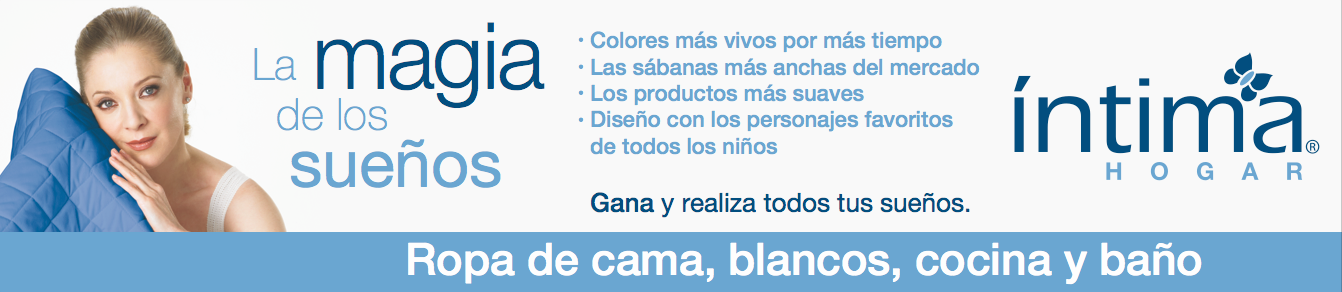 La magia
de los
sueños
· Colores más vivos por más tiempo
· Las sábanas más anchas del mercado
· Los productos más suaves
· Diseño con los personajes favoritos
de todos los niños
Gana y realiza todos tus sueños.
íntima®
HOGAR
Ropa de cama, blancos, cocina y baño